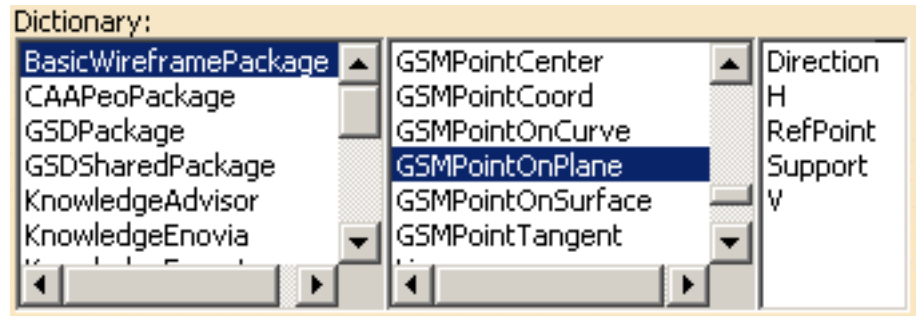 Dictionary:
BasicWireframePackage
CAAPeoPackage
GSDPackage
GSDSharedPackage
KnowledgeAdvisor
KnowledgeEnovia
GSMPointCenter
GSMPointCoord
GSMPointOnCurve
GSMPointOnPlane
GSMPointOnSurface
GSMPointTangent
Direction
H
RefPoint
Support
V